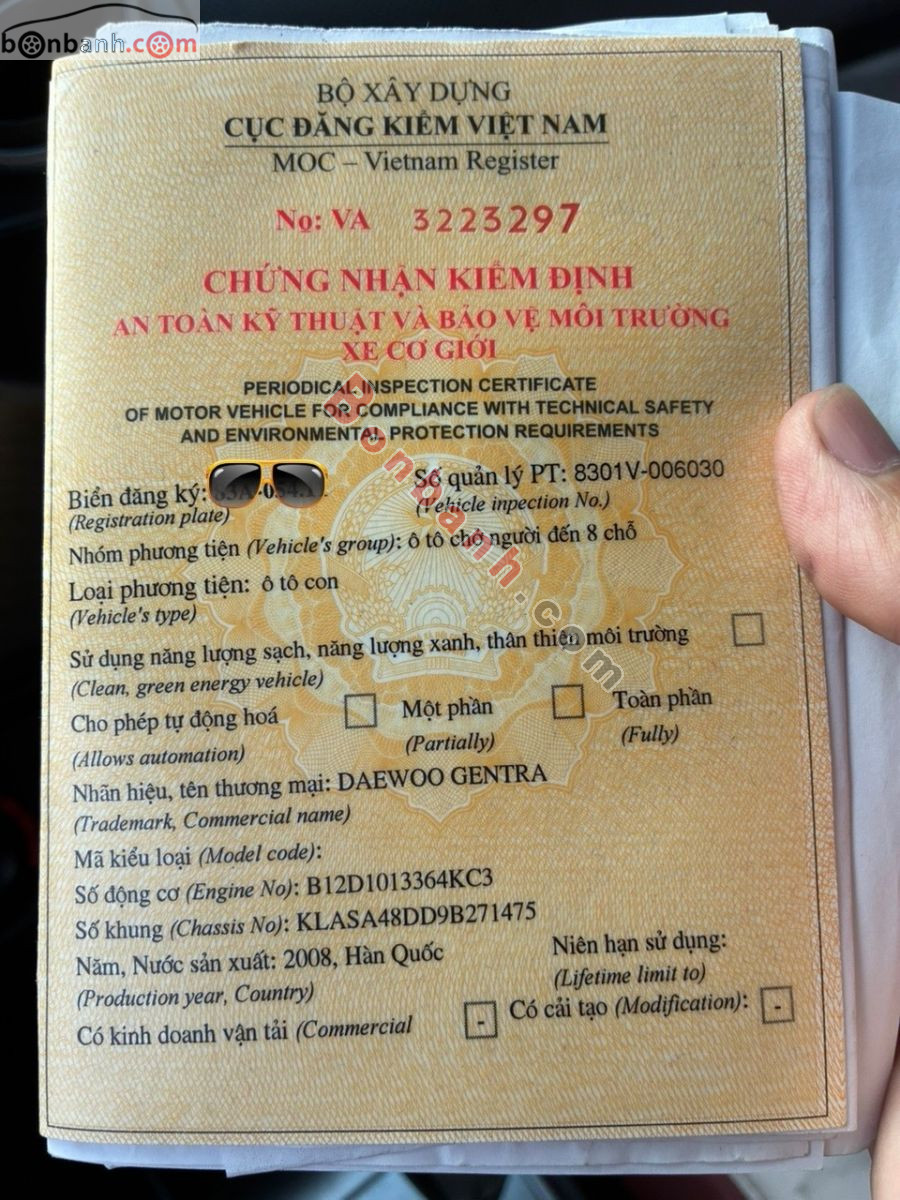 bonbanh.com
BỘ XÂY DỰNG
CỤC ĐĂNG KIỂM VIỆT NAM
MOC – Vietnam Register
No: VA 3223297
CHỨNG NHẬN KIỂM ĐỊNH
AN TOÀN KỸ THUẬT VÀ BẢO VỆ MÔI TRƯỜNG
XE CƠ GIỚI
PERIODICAL INSPECTION CERTIFICATE
OF MOTOR VEHICLE FOR COMPLIANCE WITH TECHNICAL SAFETY
AND ENVIRONMENTAL PROTECTION REQUIREMENTS
Bonbanh.com
Biển đăng ký: Số quản lý PT: 8301V-006030
(Registration plate) (Vehicle inpection No.)
Nhóm phương tiện (Vehicle's group): ô tô chở người đến 8 chỗ
Loại phương tiện: ô tô con
(Vehicle's type)
Sử dụng năng lượng sạch, năng lượng xanh, thân thiện môi trường
(Clean, green energy vehicle)
Cho phép tự động hoá Một phần Toàn phần
(Allows automation) (Partially) (Fully)
Nhãn hiệu, tên thương mại: DAEWOO GENTRA
(Trademark, Commercial name)
Mã kiểu loại (Model code):
Số động cơ (Engine No): B12D1013364KC3
Số khung (Chassis No): KLASA48DD9B271475
Năm, Nước sản xuất: 2008, Hàn Quốc Niên hạn sử dụng:
(Production year, Country) (Lifetime limit to)
Có kinh doanh vận tải (Commercial - Có cải tạo (Modification): -